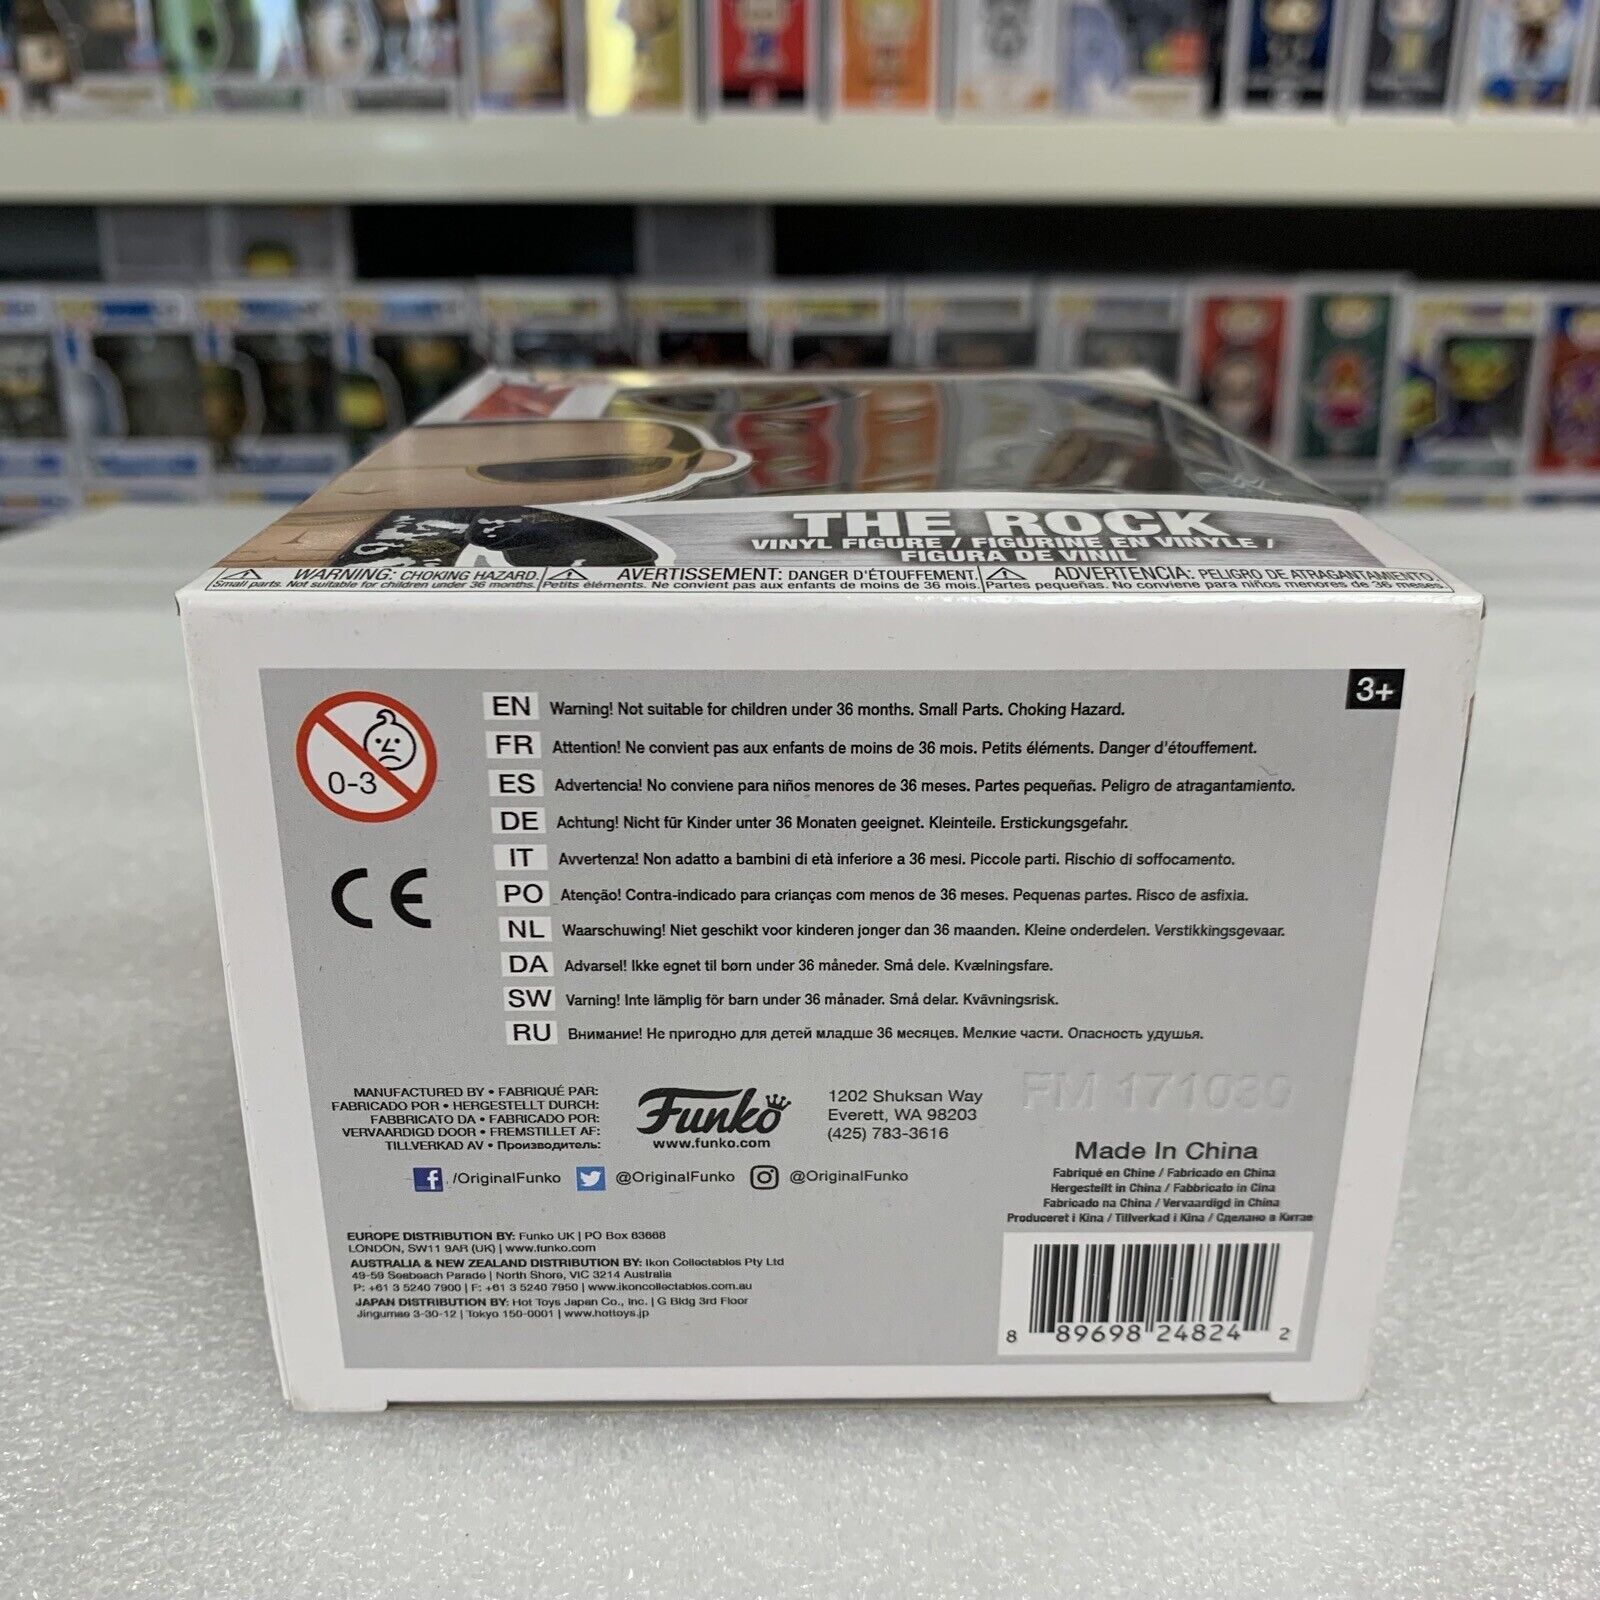 THE ROCK
VINYL FIGURE / FIGURINE EN VINYLE /
FIGURA DE VINIL
WARNING: CHOKING HAZARD.
Small parts. Not suitable for children under 36 months.
AVERTISSEMENT: DANGER D'ÉTOUFFEMENT.
Petits éléments. Ne convient pas aux enfants de moins de 36 mois.
ADVERTENCIA: PELIGRO DE ATRAGANTAMIENTO.
Partes pequeñas. No conviene para niños menores de 36 meses.
3+
0-3
CE
EN Warning! Not suitable for children under 36 months. Small Parts. Choking Hazard.
FR Attention! Ne convient pas aux enfants de moins de 36 mois. Petits éléments. Danger d'étouffement.
ES Advertencia! No conviene para niños menores de 36 meses. Partes pequeñas. Peligro de atragantamiento.
DE Achtung! Nicht für Kinder unter 36 Monaten geeignet. Kleinteile. Erstickungsgefahr.
IT Avvertenza! Non adatto a bambini di età inferiore a 36 mesi. Piccole parti. Rischio di soffocamento.
PO Atenção! Contra-indicado para crianças com menos de 36 meses. Pequenas partes. Risco de asfixia.
NL Waarschuwing! Niet geschikt voor kinderen jonger dan 36 maanden. Kleine onderdelen. Verstikkingsgevaar.
DA Advarsel! Ikke egnet til børn under 36 måneder. Små dele. Kvælningsfare.
SW Varning! Inte lämplig för barn under 36 månader. Små delar. Kvävningsrisk.
RU Внимание! Не пригодно для детей младше 36 месяцев. Мелкие части. Опасность удушья.
MANUFACTURED BY • FABRIQUÉ PAR:
FABRICADO POR • HERGESTELLT DURCH:
FABBRICATO DA • FABRICADO POR:
VERVAARDIGD DOOR • FREMSTILLET AF:
TILLVERKAD AV • Производитель:
Funko
www.funko.com
1202 Shuksan Way
Everett, WA 98203
(425) 783-3616
/OriginalFunko @OriginalFunko @OriginalFunko
FM
Made In China
Fabriqué en Chine / Fabricado en China
Hergestellt in China / Fabbricato in Cina
Fabricado na China / Vervaardigd in China
Produceret i Kina / Tillverkad i Kina / Сделано в Китае
EUROPE DISTRIBUTION BY: Funko UK | PO Box 63668
LONDON, SW11 9AR (UK) | www.funko.com
AUSTRALIA & NEW ZEALAND DISTRIBUTION BY: Ikon Collectables Pty Ltd
49-59 Seabeach Parade | North Shore, VIC 3214 Australia
P: +61 3 5240 7900 | F: +61 3 5240 7950 | www.ikoncollectables.com.au
JAPAN DISTRIBUTION BY: Hot Toys Japan Co., Inc. | G Bldg 3rd Floor
Jingumae 3-30-12 | Tokyo 150-0001 | www.hottoys.jp
8 89698 24824 2